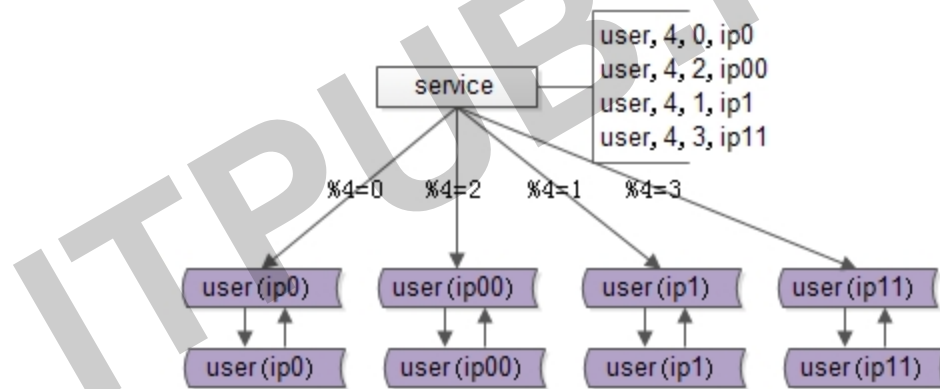 user, 4, 0, ip0
user, 4, 2, ip00
service
user, 4, 1, ip1
user, 4, 3, ip11
%4=0 %4=2 %4=1 %4=3
user(ip0) user(ip00) user(ip1) user(ip11)
user(ip0) user(ip00) user(ip1) user(ip11)
ITPUB